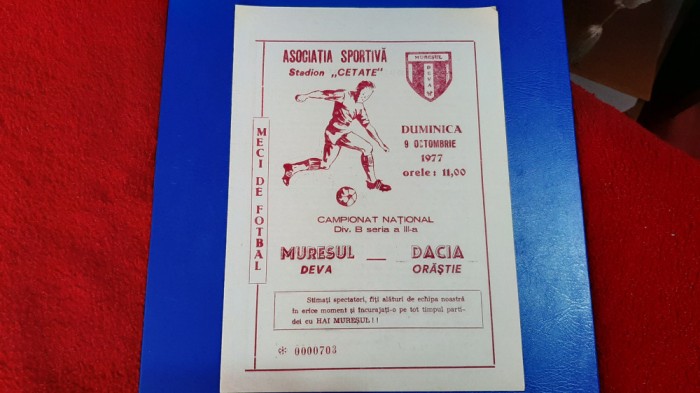 ASOCIAȚIA SPORTIVĂ
Stadion „CETATE"
MUREȘUL
DEVA
MECI DE FOTBAL
DUMINICA
9 OCTOMBRIE
1977
orele: 11,00
CAMPIONAT NAȚIONAL
Div. B seria a III-a
MUREȘUL — DACIA
DEVA ORĂȘTIE
Stimați spectatori, fiți alături de echipa noastră
în orice moment și încurajați-o pe tot timpul parti-
dei cu HAI MUREȘUL!!
* 0000703